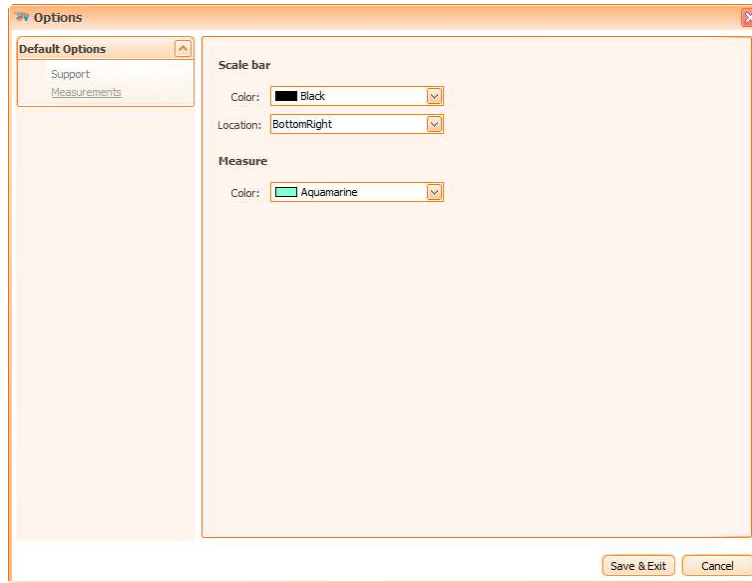 Options
Default Options
Support
Measurements
Scale bar
Color: Black
Location: BottomRight
Measure
Color: Aquamarine
Save & Exit Cancel